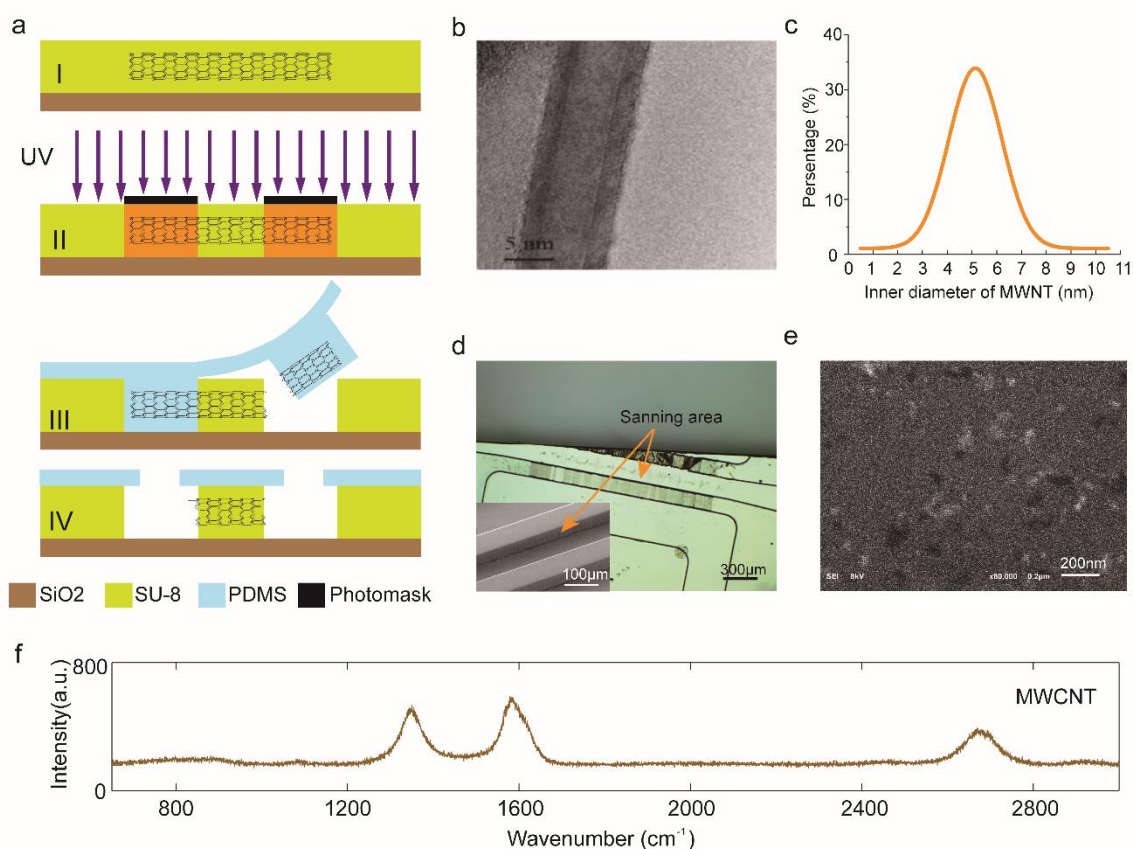 a
I
UV
II
III
IV
SiO2
SU-8
PDMS
Photomask
b
5 nm
c
Persentage (%)
40
30
20
10
0
0 1 2 3 4 5 6 7 8 9 10 11
Inner diameter of MWNT (nm)
d
Sanning area
100μm
300μm
e
SEI 8kV x80,000 0.2μm
200nm
f
Intensity(a.u.)
800
0
MWCNT
800 1200 1600 2000 2400 2800
Wavenumber (cm⁻¹)